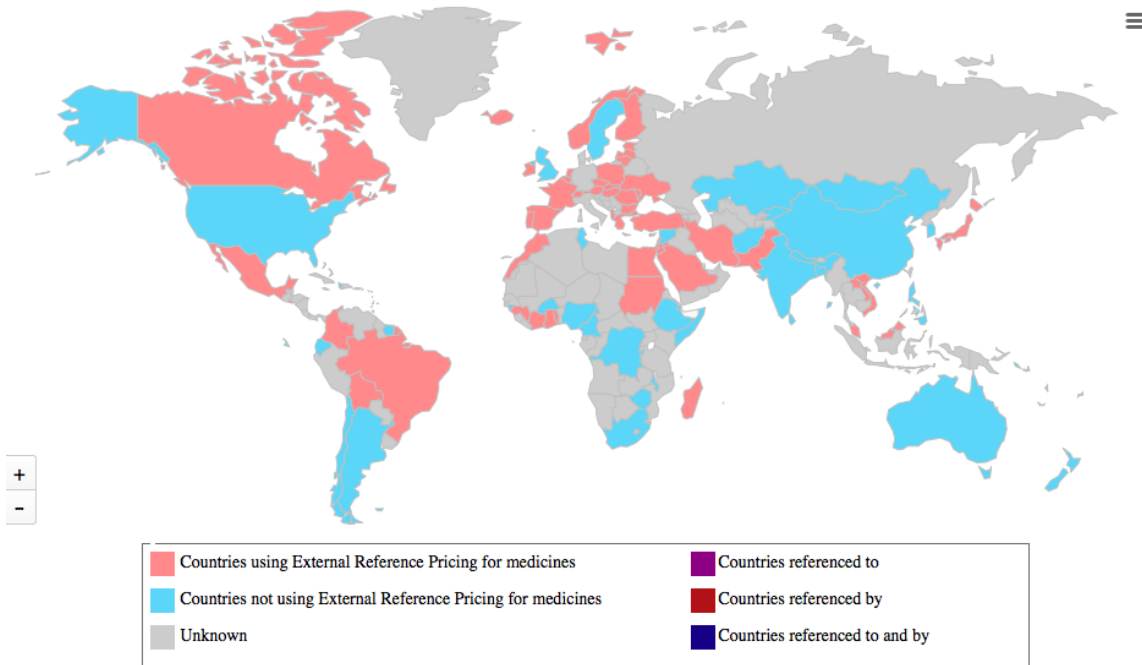 +
-
Countries using External Reference Pricing for medicines
Countries not using External Reference Pricing for medicines
Unknown
Countries referenced to
Countries referenced by
Countries referenced to and by